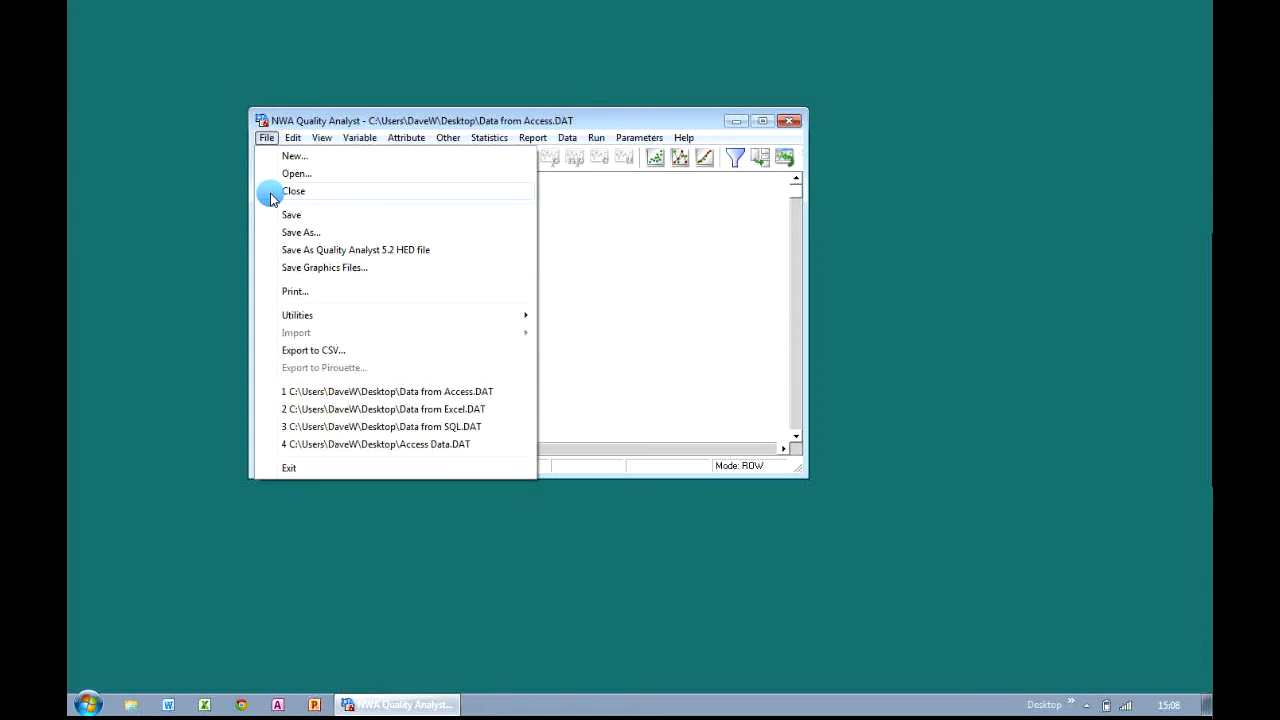 NWA Quality Analyst - C:\Users\DaveW\Desktop\Data from Access.DAT
File Edit View Variable Attribute Other Statistics Report Data Run Parameters Help
New...
Open...
Close
Save
Save As...
Save As Quality Analyst 5.2 HED file
Save Graphics Files...
Print...
Utilities
Import
Export to CSV...
Export to Pirouette...
1 C:\Users\DaveW\Desktop\Data from Access.DAT
2 C:\Users\DaveW\Desktop\Data from Excel.DAT
3 C:\Users\DaveW\Desktop\Data from SQL.DAT
4 C:\Users\DaveW\Desktop\Access Data.DAT
Exit
Mode: ROW
NWA Quality Analyst...
Desktop
15:08